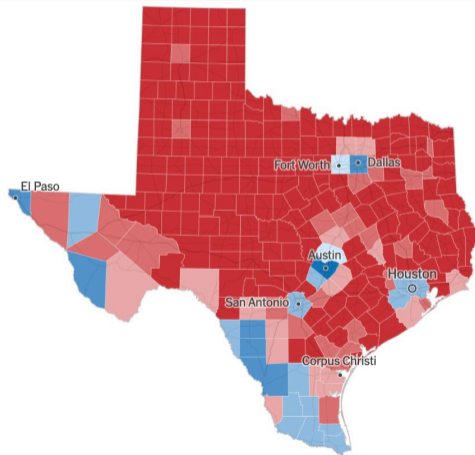 Fort Worth
Dallas
El Paso
Austin
Houston
San Antonio
Corpus Christi